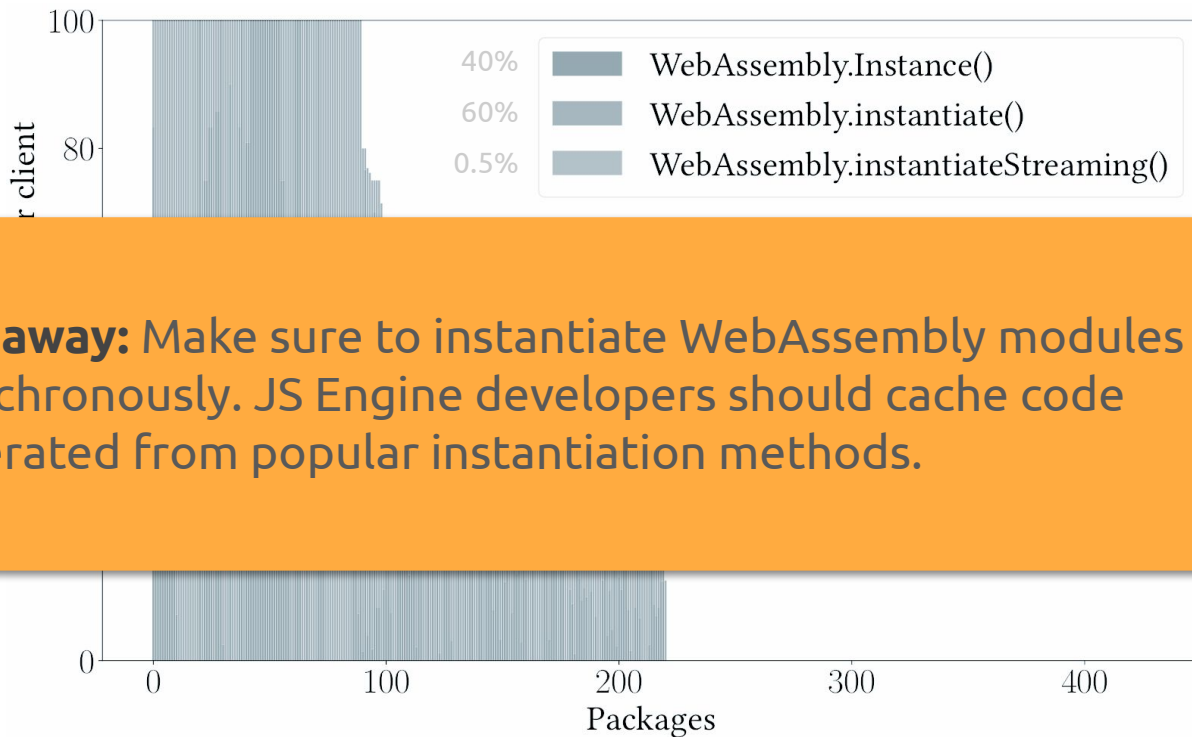 100
40% WebAssembly.Instance()
60% WebAssembly.instantiate()
0.5% WebAssembly.instantiateStreaming()
80
r client
away: Make sure to instantiate WebAssembly modules
chronously. JS Engine developers should cache code
erated from popular instantiation methods.
0
0 100 200 300 400
Packages